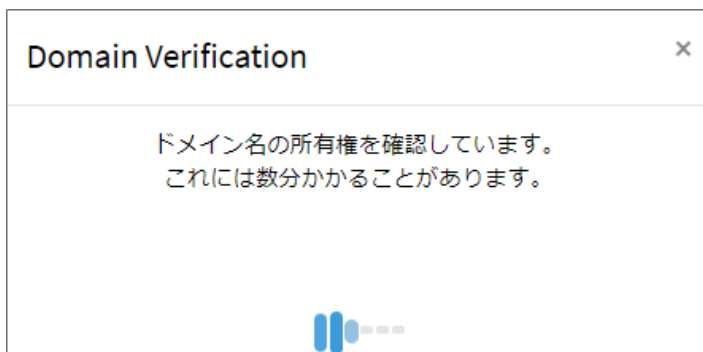 Domain Verification
×
ドメイン名の所有権を確認しています。
これには数分かかることがあります。